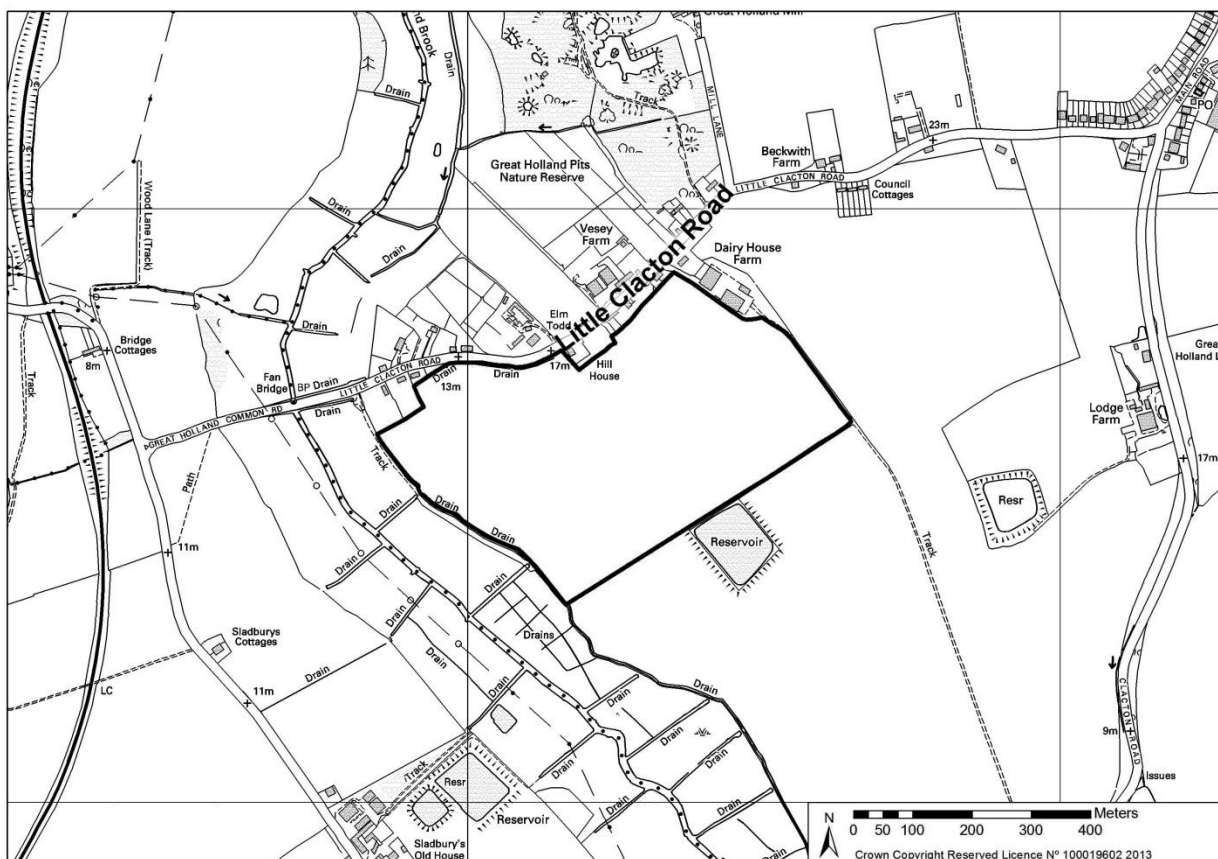 Drain
Drain
Track
MILL LANE
MAIN ROAD
PO
23m
Beckwith
Farm
LITTLE CLACTON ROAD
Council
Cottages
Great Holland Pits
Nature Reserve
Wood Lane (Track)
Drain
Drain
Vesey
Farm
Little Clacton Road
Dairy House
Farm
Elm
Todd
Drain
Bridge
Cottages
8m
Fan
Bridge
BP
Drain
LITTLE CLACTON ROAD
13m
Drain
Drain
17m
Hill
House
Drain
GREAT HOLLAND COMMON RD
Track
Track
Path
Lodge
Farm
17m
Resr
Drain
Drain
Drain
Drain
Reservoir
Track
11m
Drain
Drain
Drains
Sladburys
Cottages
Drain
11m
LC
Drain
Drain
Drain
Drain
Drain
CLACTON ROAD
9m
Issues
Track
Resr
Reservoir
Sladbury's
Old House
N
0 50 100 200 300 400
Meters
Crown Copyright Reserved Licence Nº 100019602 2013